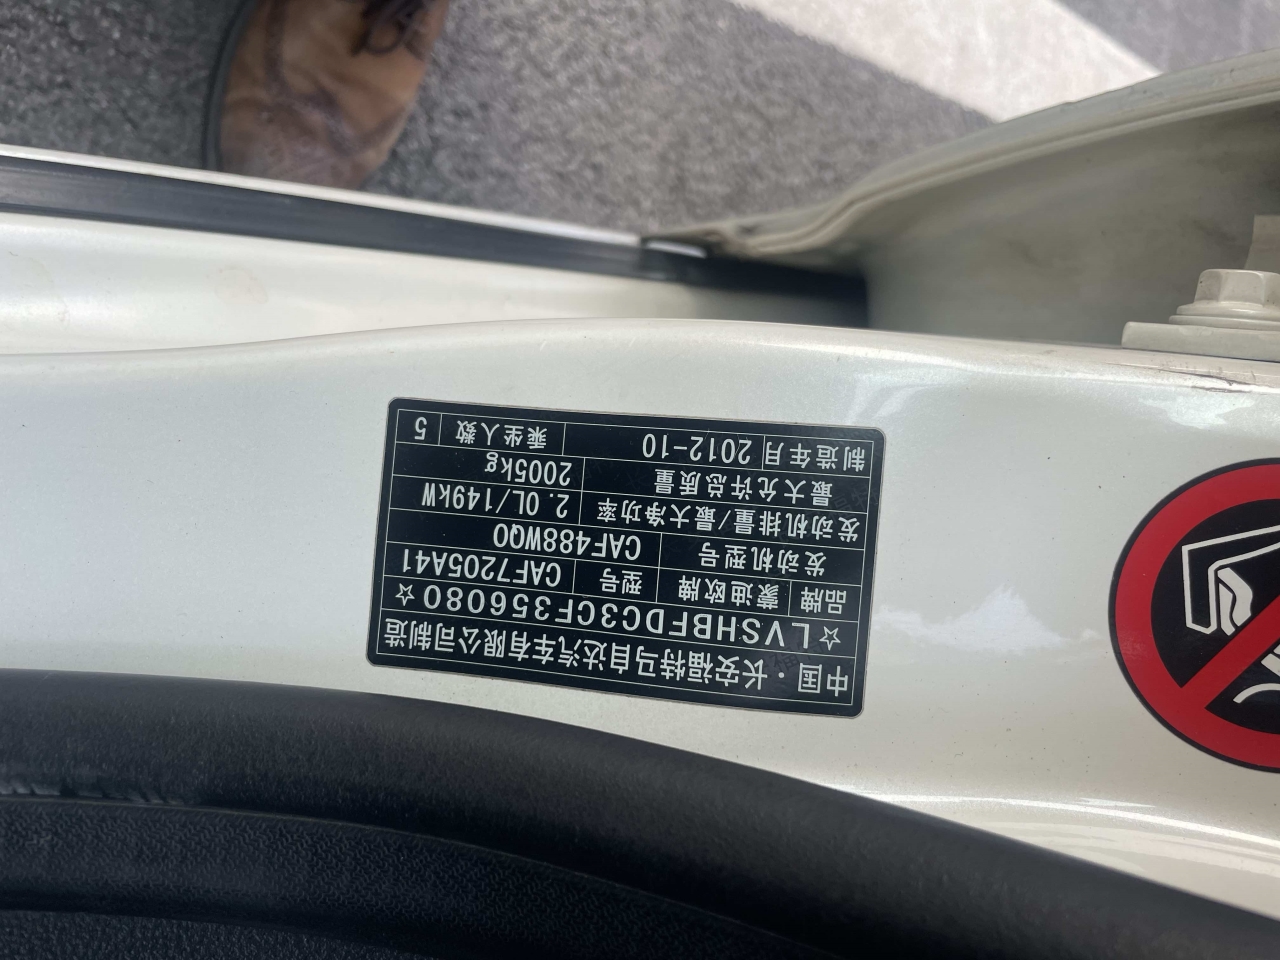 中国·长安福特马自达汽车有限公司制造
☆LVSHBFDC3CF356080☆
品牌 蒙迪欧牌 型号 CAF7205A41
发动机型号 CAF488WQ0
发动机排量/最大净功率 2.0L/149kW
最大允许总质量 2005kg
制造年月 2012-10 乘坐人数 5